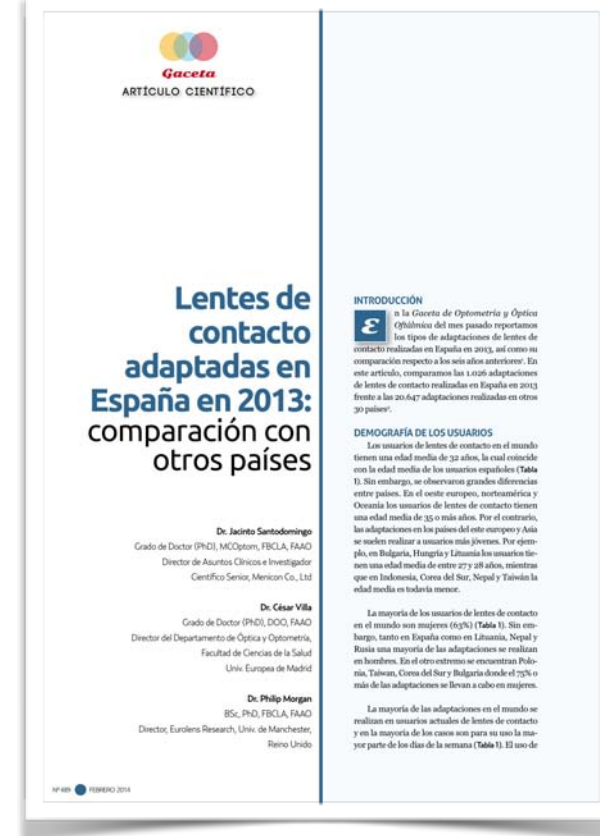 Gaceta
ARTÍCULO CIENTÍFICO
Lentes de
contacto
adaptadas en
España en 2013:
comparación con
otros países
Dr. Jacinto Santodomingo
Grado de Doctor (PhD), MCOptom, FBCLA, FAAO
Director de Asuntos Clínicos e Investigador
Científico Senior, Menicon Co., Ltd
Dr. César Villa
Grado de Doctor (PhD), DOO, FAAO
Director del Departamento de Óptica y Optometría,
Facultad de Ciencias de la Salud
Univ. Europea de Madrid
Dr. Philip Morgan
BSc, PhD, FBCLA, FAAO
Director, Eurolens Research, Univ. de Manchester,
Reino Unido
Nº 489 FEBRERO 2014
INTRODUCCIÓN
En la Gaceta de Optometría y Óptica
Oftálmica del mes pasado reportamos
los tipos de adaptaciones de lentes de
contacto realizadas en España en 2013, así como su
comparación respecto a los seis años anteriores¹. En
este artículo, comparamos las 1.026 adaptaciones
de lentes de contacto realizadas en España en 2013
frente a las 20.647 adaptaciones realizadas en otros
30 países².
DEMOGRAFÍA DE LOS USUARIOS
Los usuarios de lentes de contacto en el mundo
tienen una edad media de 32 años, la cual coincide
con la edad media de los usuarios españoles (Tabla
1). Sin embargo, se observaron grandes diferencias
entre países. En el oeste europeo, norteamérica y
Oceanía los usuarios de lentes de contacto tienen
una edad media de 35 o más años. Por el contrario,
las adaptaciones en los países del este europeo y Asia
se suelen realizar a usuarios más jóvenes. Por ejem-
plo, en Bulgaria, Hungría y Lituania los usuarios tie-
nen una edad media de entre 27 y 28 años, mientras
que en Indonesia, Corea del Sur, Nepal y Taiwán la
edad media es todavía menor.
La mayoría de los usuarios de lentes de contacto
en el mundo son mujeres (63%) (Tabla 1). Sin em-
bargo, tanto en España como en Lituania, Nepal y
Rusia una mayoría de las adaptaciones se realizan
en hombres. En el otro extremo se encuentran Polo-
nia, Taiwan, Corea del Sur y Bulgaria donde el 75% o
más de las adaptaciones se llevan a cabo en mujeres.
La mayoría de las adaptaciones en el mundo se
realizan en usuarios actuales de lentes de contacto
y en la mayoría de los casos son para su uso la ma-
yor parte de los días de la semana (Tabla 1). El uso de